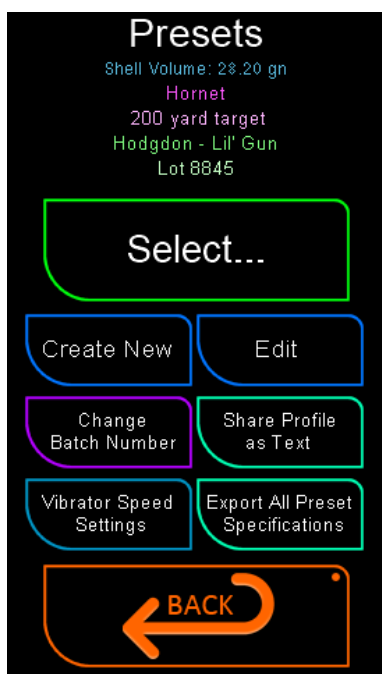 Presets
Shell Volume: 28.20 gn
Hornet
200 yard target
Hodgdon - Lil' Gun
Lot 8845
Select...
Create New
Edit
Change
Batch Number
Share Profile
as Text
Vibrator Speed
Settings
Export All Preset
Specifications
BACK